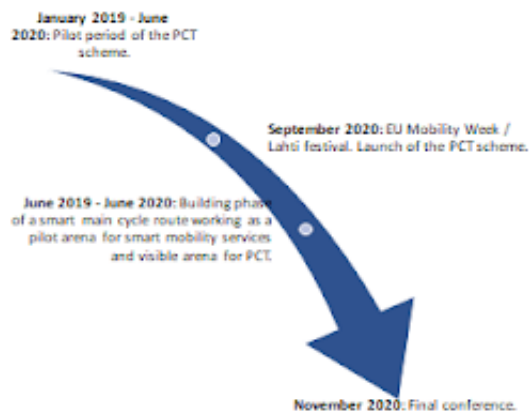 January 2019 - June
2020: Pilot period of the PCT
scheme.
September 2020: EU Mobility Week /
Lahti festival. Launch of the PCT scheme.
June 2019 - June 2020: Building phase
of a smart main cycle route working as a
pilot arena for smart mobility services
and visible arena for PCT.
November 2020: Final conference.